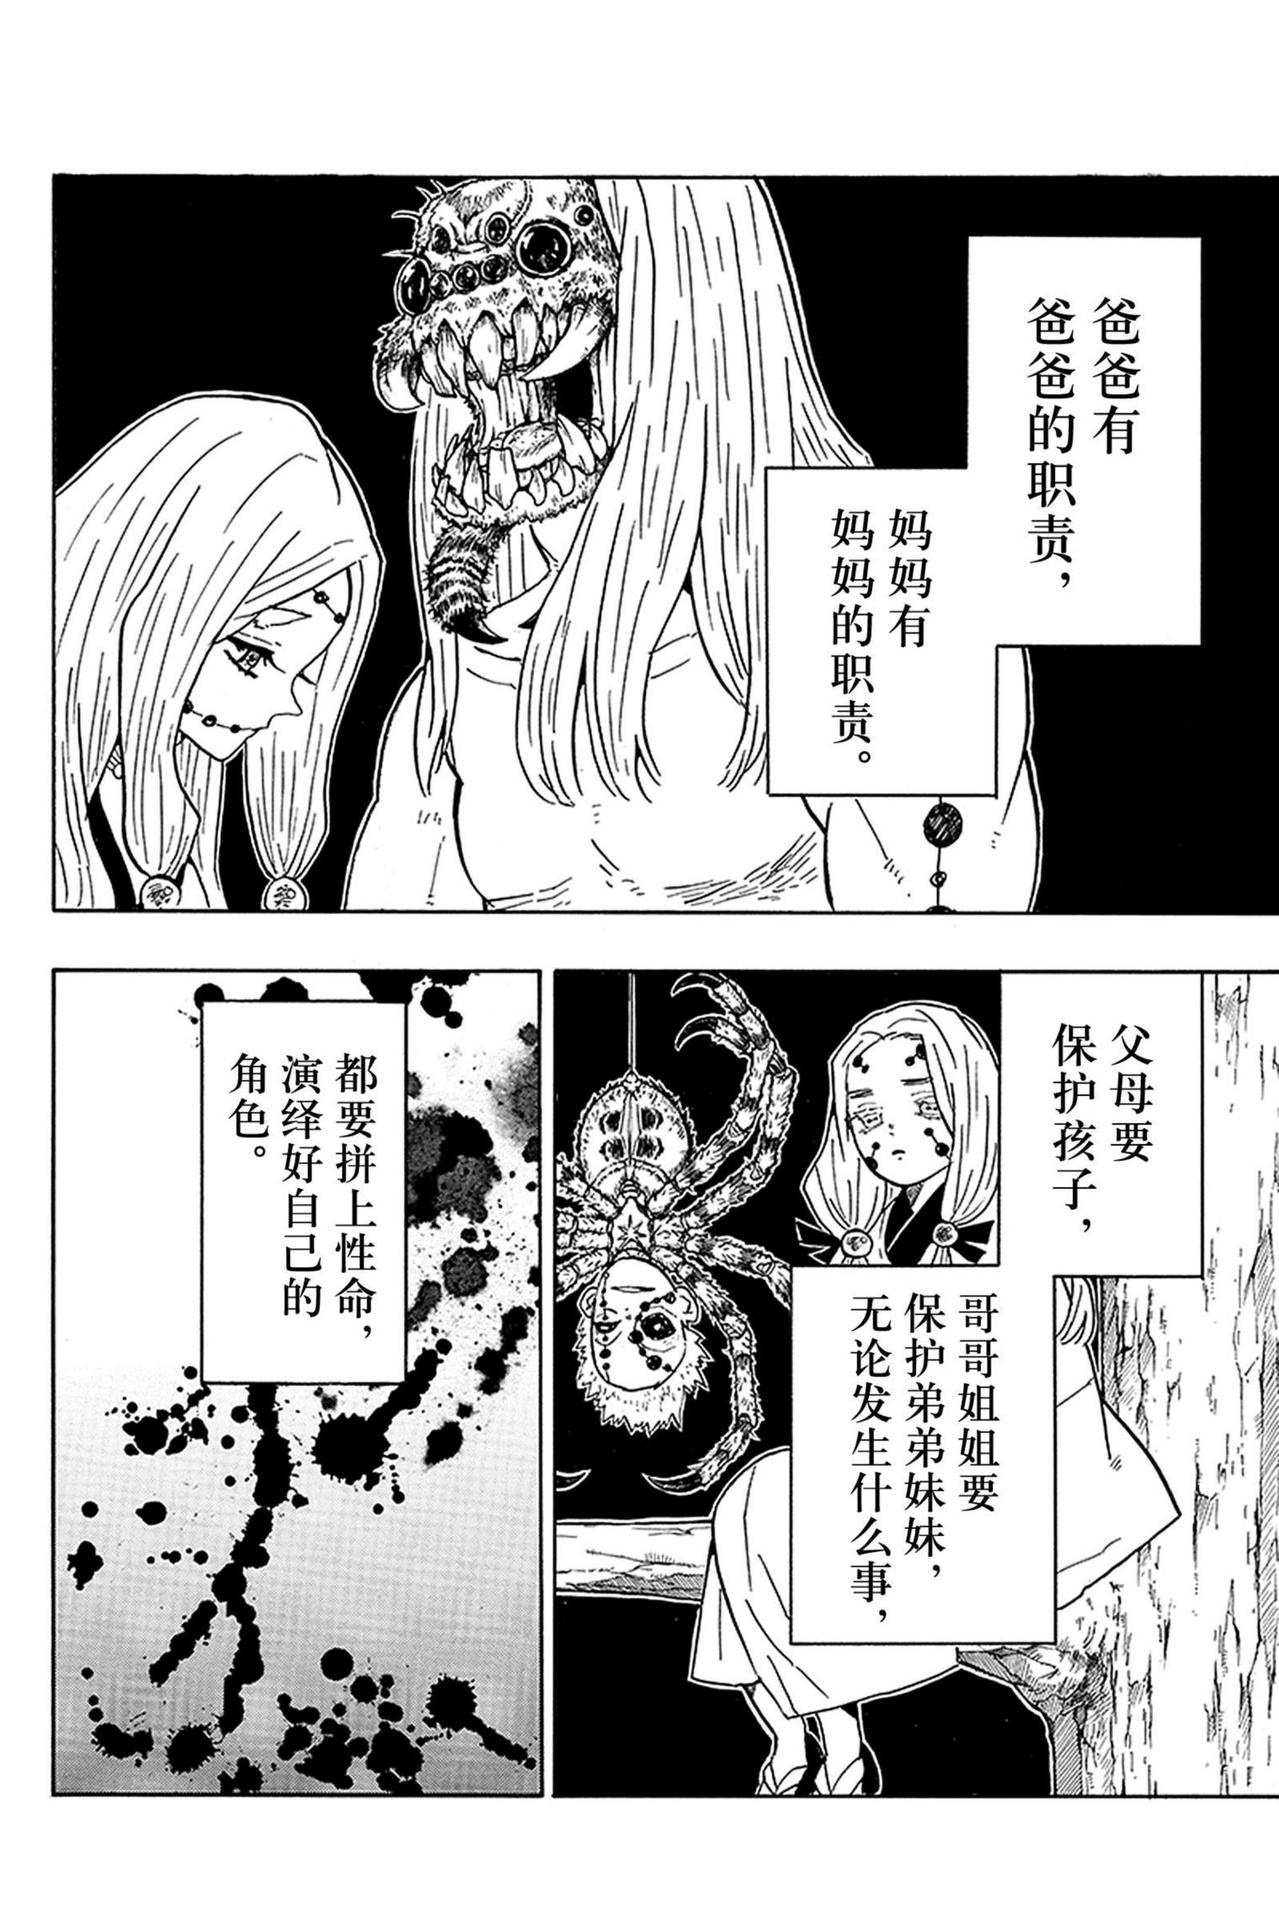 爸爸有
爸爸的职责，
妈妈有
妈妈的职责。
父母要
保护孩子，
哥哥姐姐要
保护弟弟妹妹，
无论发生什么事，
都要拼上性命，
演绎好自己的
角色。